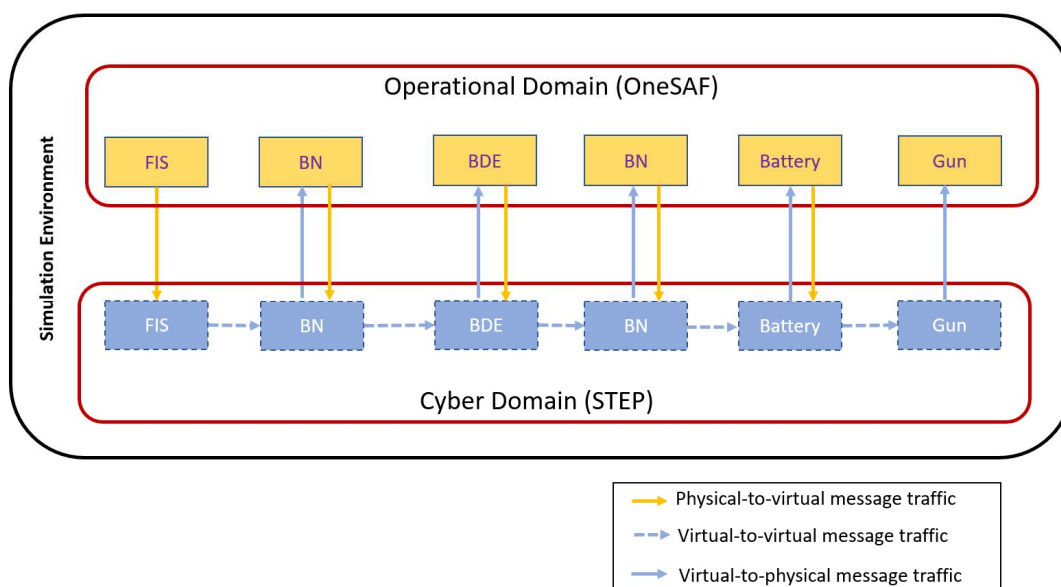 Operational Domain (OneSAF)
FIS
BN
BDE
BN
Battery
Gun
Simulation Environment
FIS
BN
BDE
BN
Battery
Gun
Cyber Domain (STEP)
Physical-to-virtual message traffic
Virtual-to-virtual message traffic
Virtual-to-physical message traffic